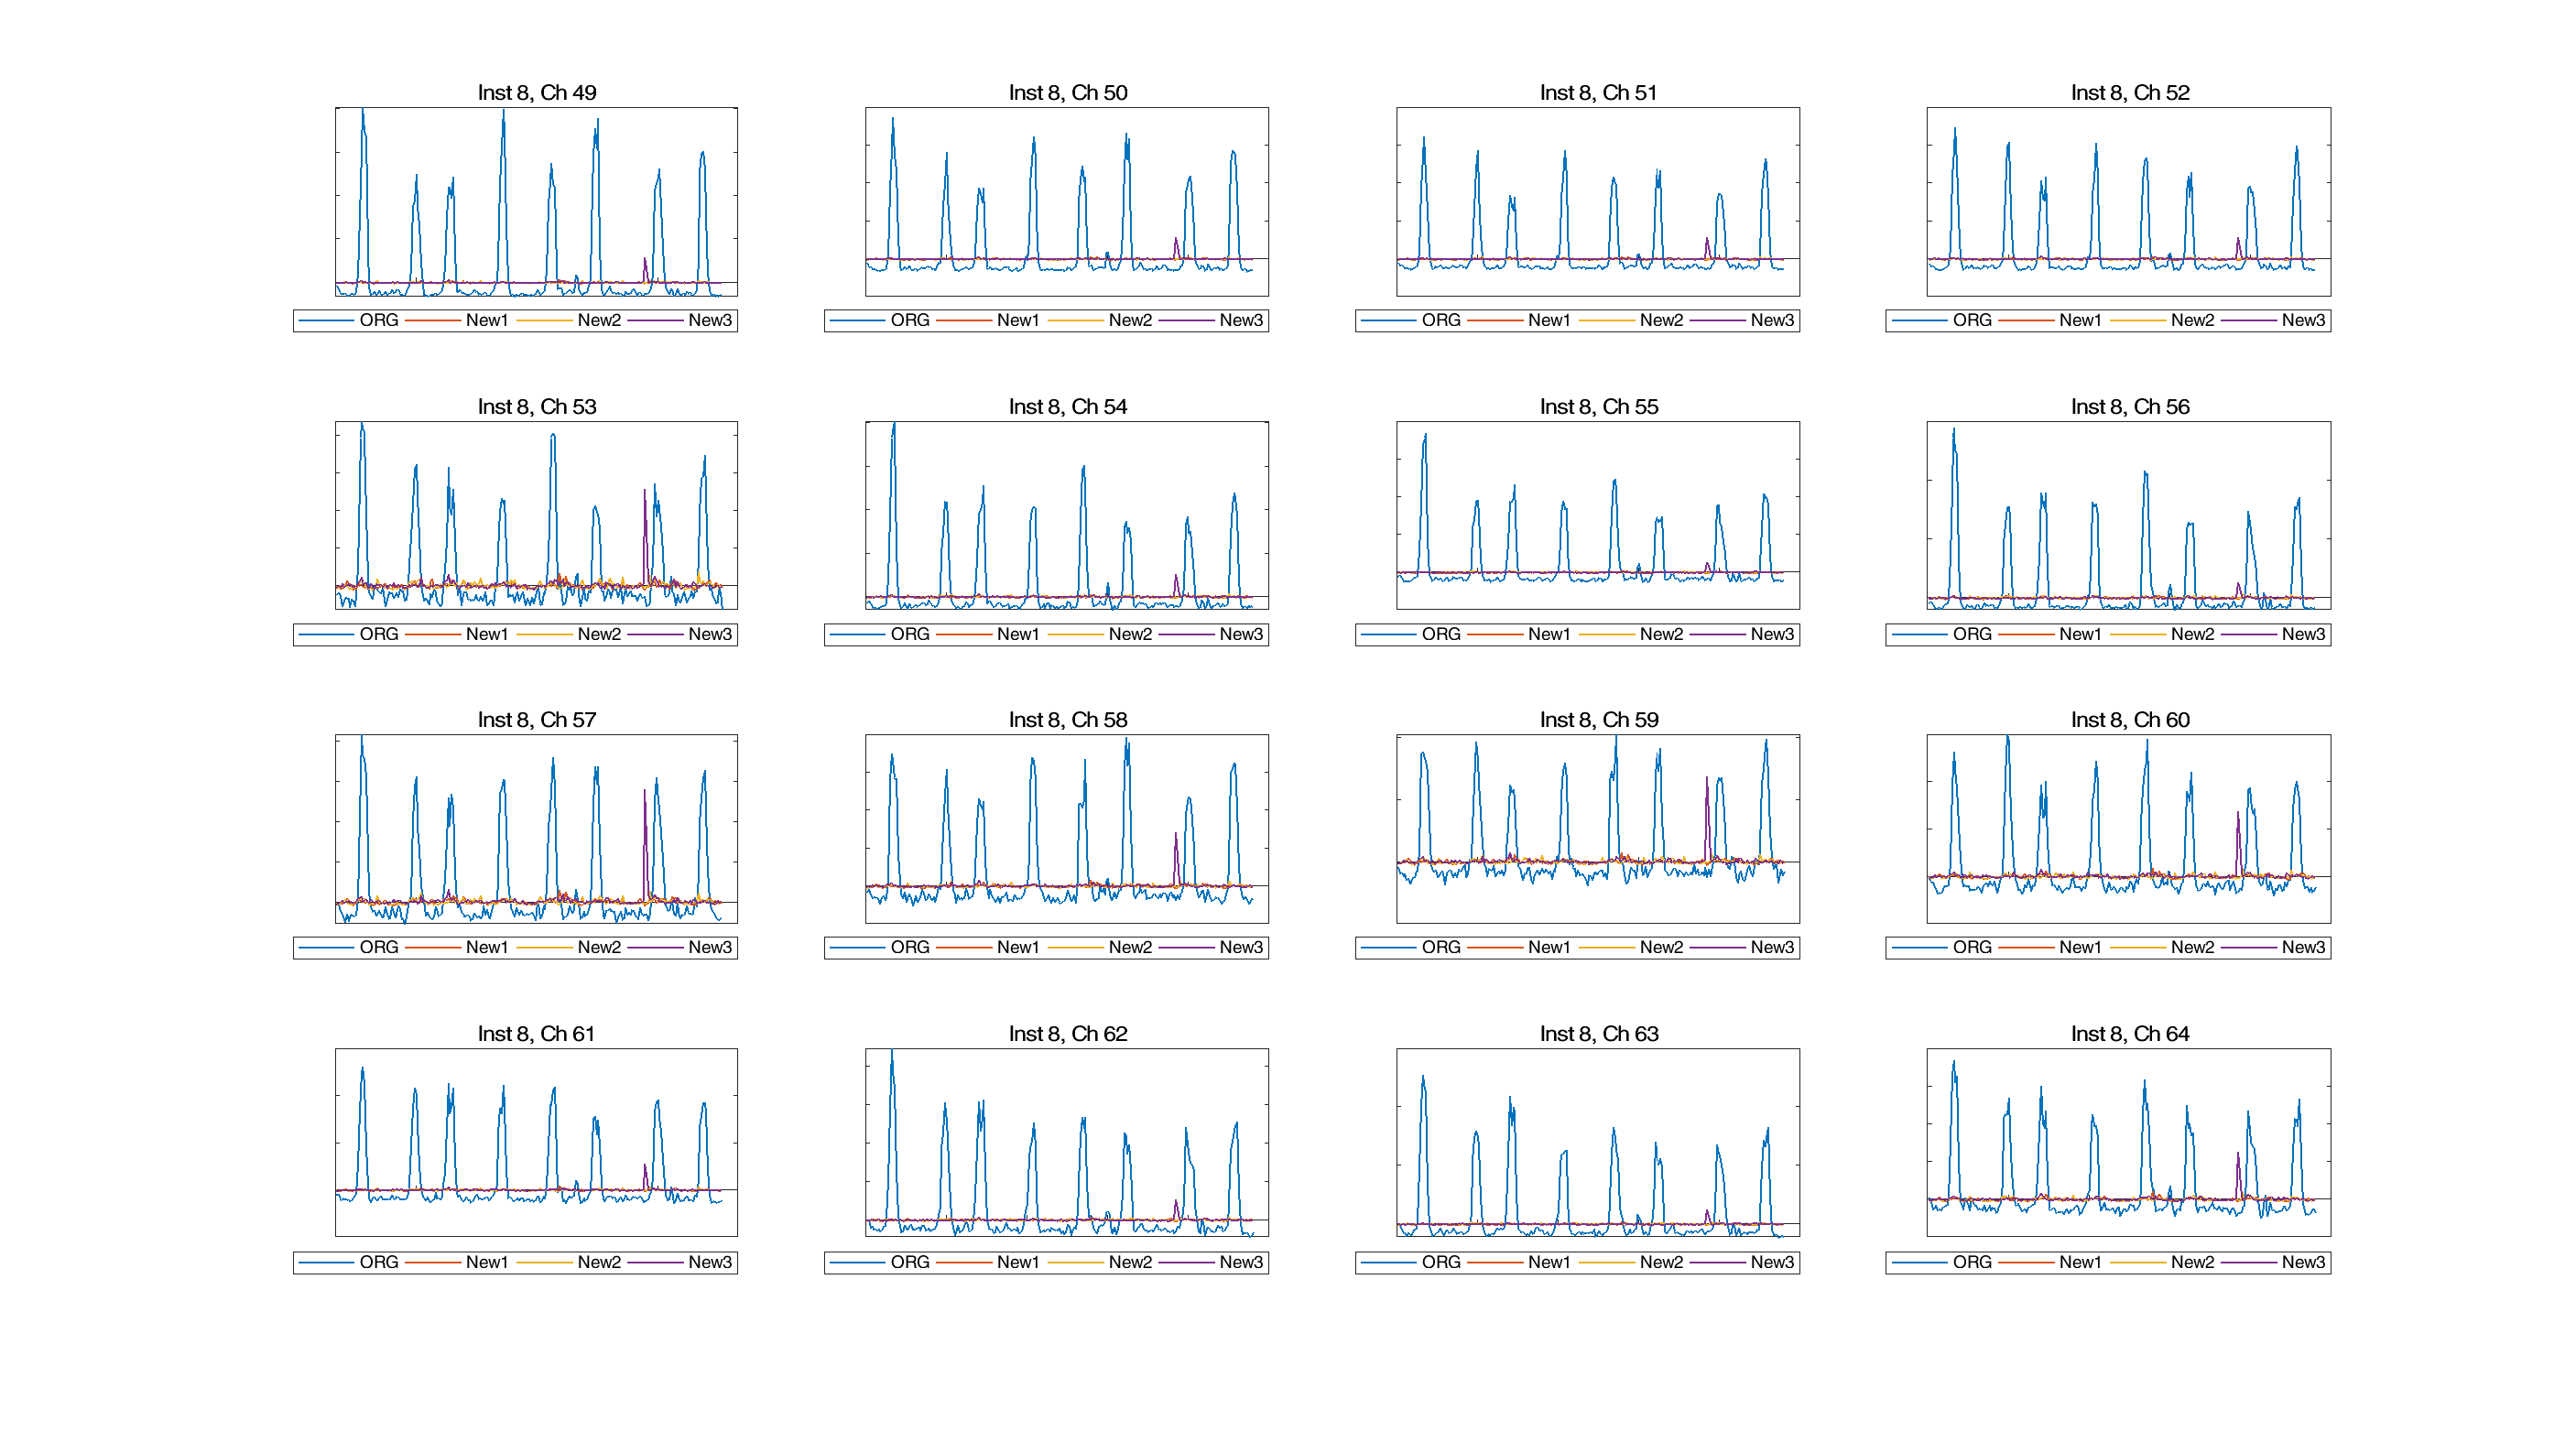 Inst 8, Ch 49
Inst 8, Ch 50
Inst 8, Ch 51
Inst 8, Ch 52
ORG New1 New2 New3
ORG New1 New2 New3
ORG New1 New2 New3
ORG New1 New2 New3
Inst 8, Ch 53
Inst 8, Ch 54
Inst 8, Ch 55
Inst 8, Ch 56
ORG New1 New2 New3
ORG New1 New2 New3
ORG New1 New2 New3
ORG New1 New2 New3
Inst 8, Ch 57
Inst 8, Ch 58
Inst 8, Ch 59
Inst 8, Ch 60
ORG New1 New2 New3
ORG New1 New2 New3
ORG New1 New2 New3
ORG New1 New2 New3
Inst 8, Ch 61
Inst 8, Ch 62
Inst 8, Ch 63
Inst 8, Ch 64
ORG New1 New2 New3
ORG New1 New2 New3
ORG New1 New2 New3
ORG New1 New2 New3